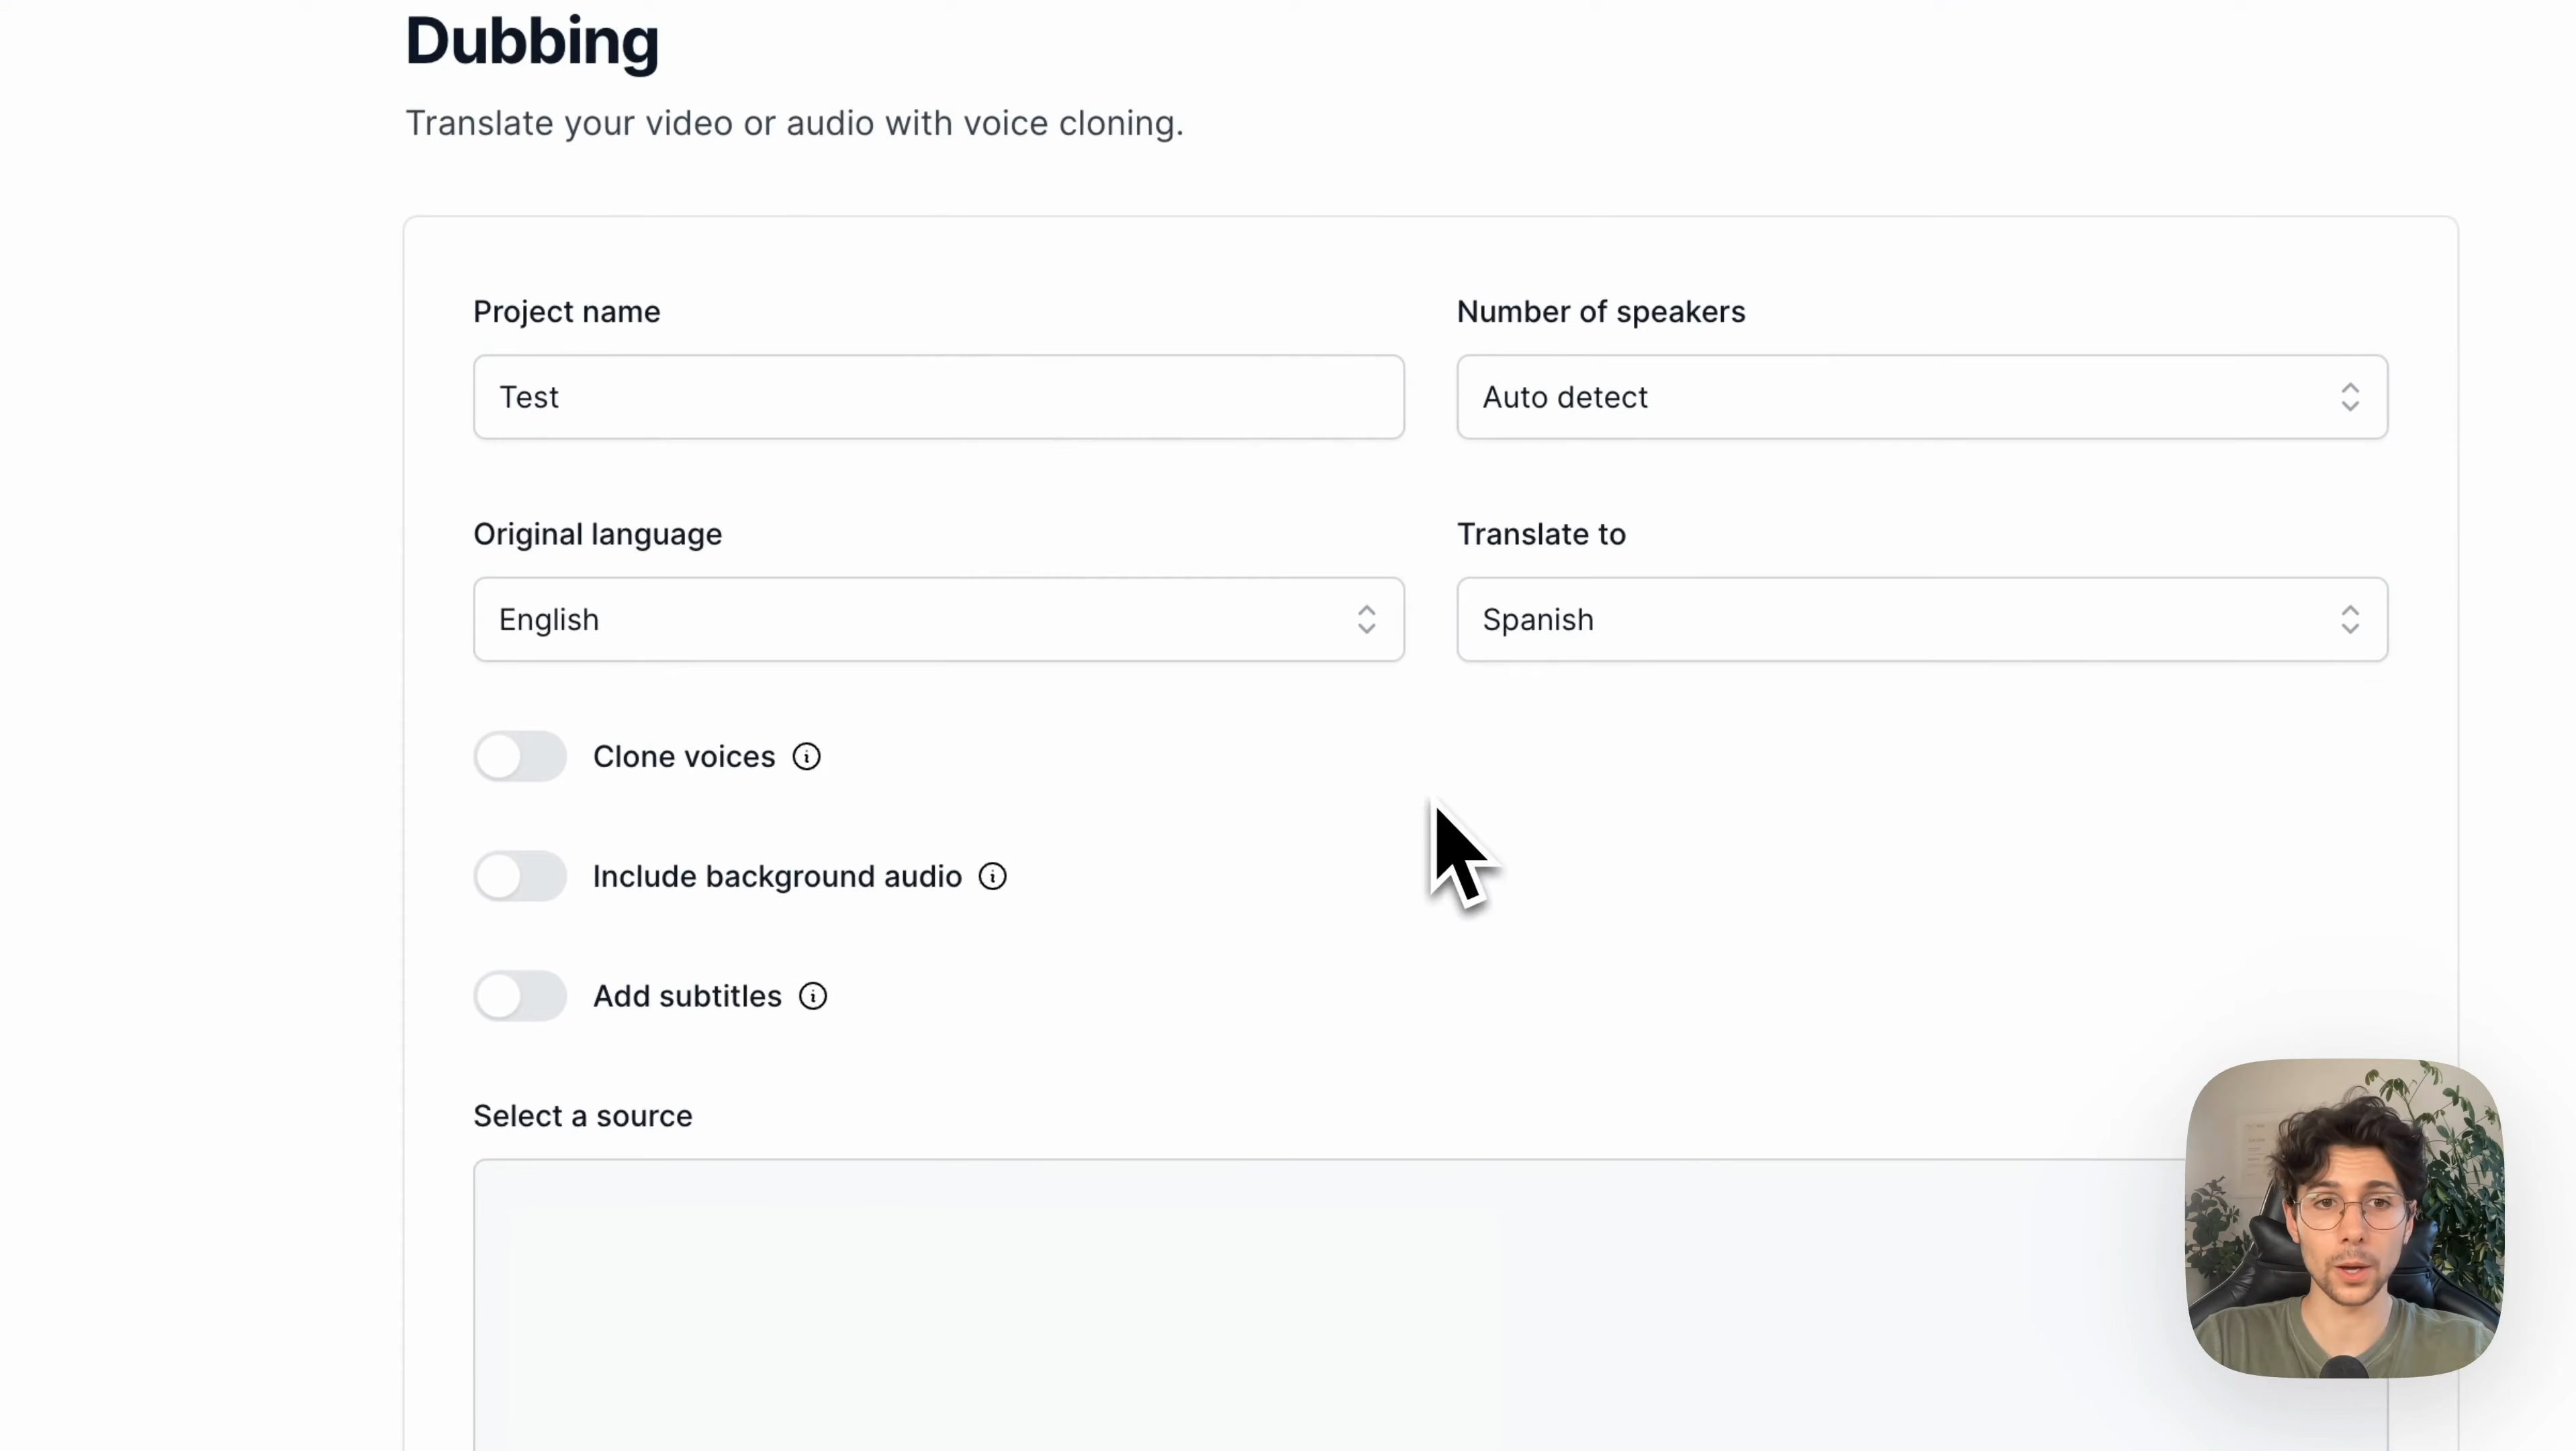 Dubbing
Translate your video or audio with voice cloning.
Project name
Test
Number of speakers
Auto detect
Original language
English
Translate to
Spanish
Clone voices
Include background audio
Add subtitles
Select a source